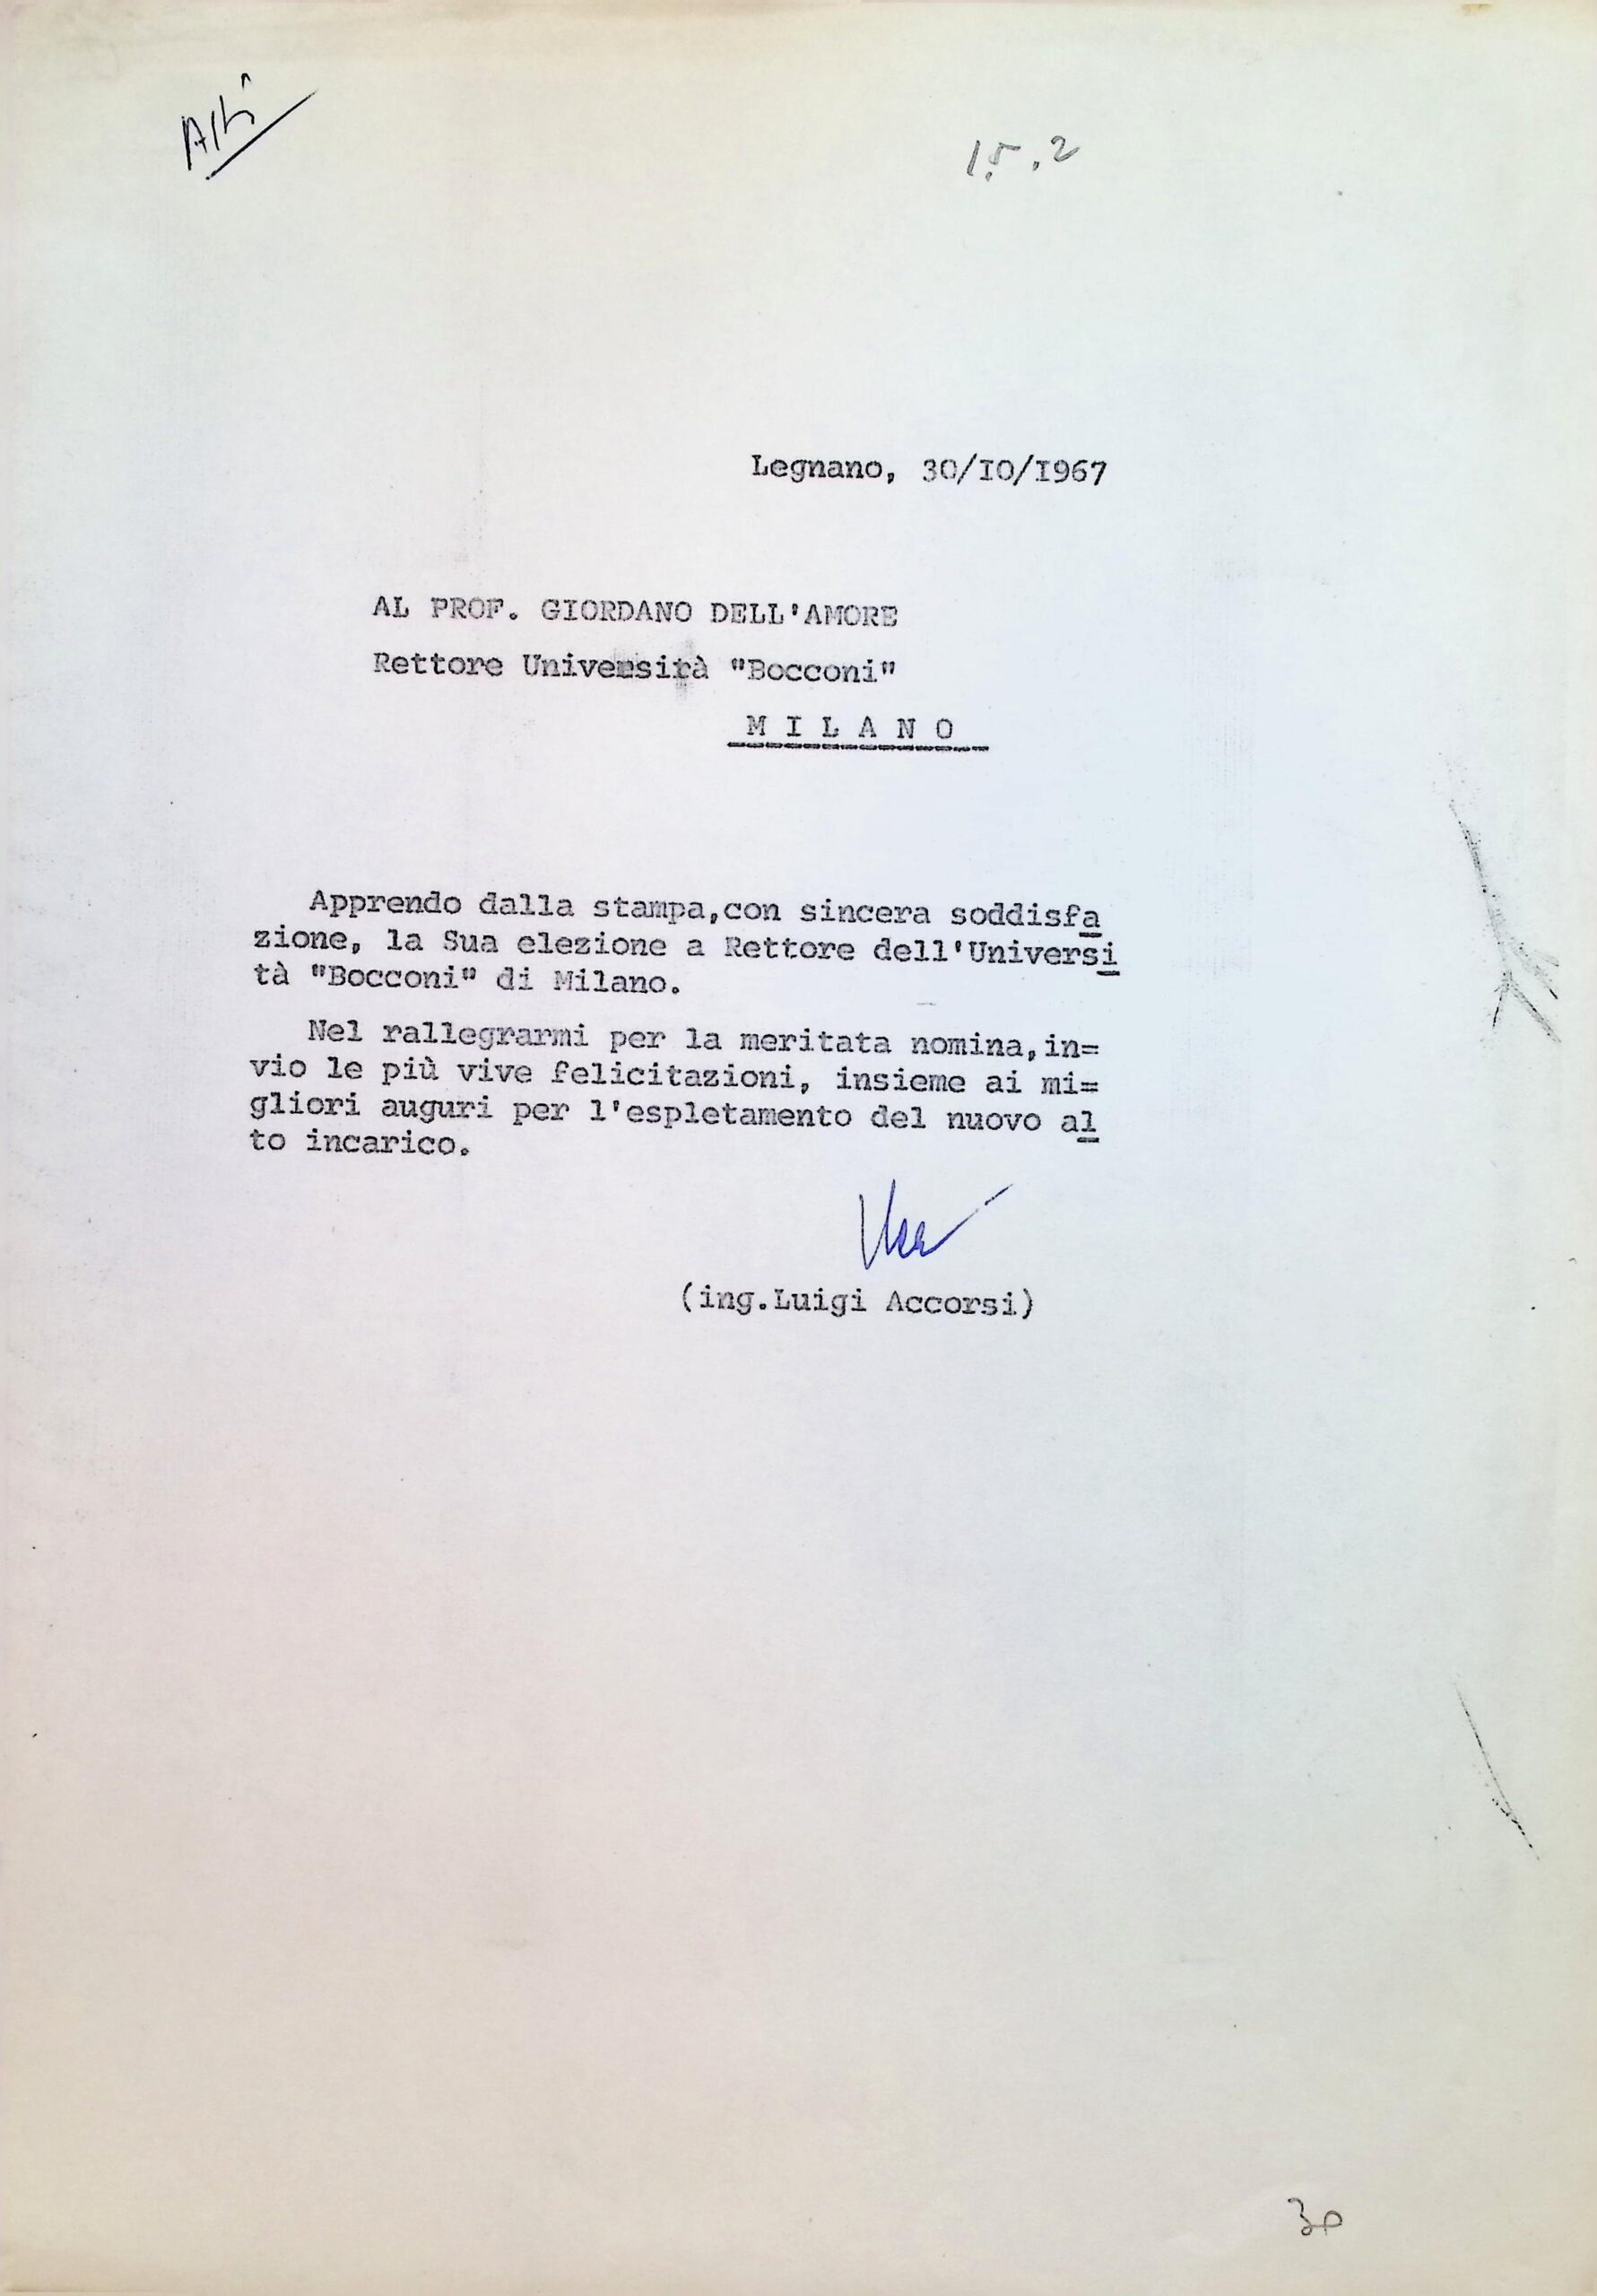 15.2
Legnano, 30/IO/I967
AL PROF. GIORDANO DELL'AMORE
Rettore Università "Bocconi"
M I L A N O
Apprendo dalla stampa,con sincera soddisfa
zione, la Sua elezione a Rettore dell'Universi
tà "Bocconi" di Milano.
Nel rallegrarmi per la meritata nomina,in=
vio le più vive felicitazioni, insieme ai mi=
gliori auguri per l'espletamento del nuovo al
to incarico.
(ing.Luigi Accorsi)
30